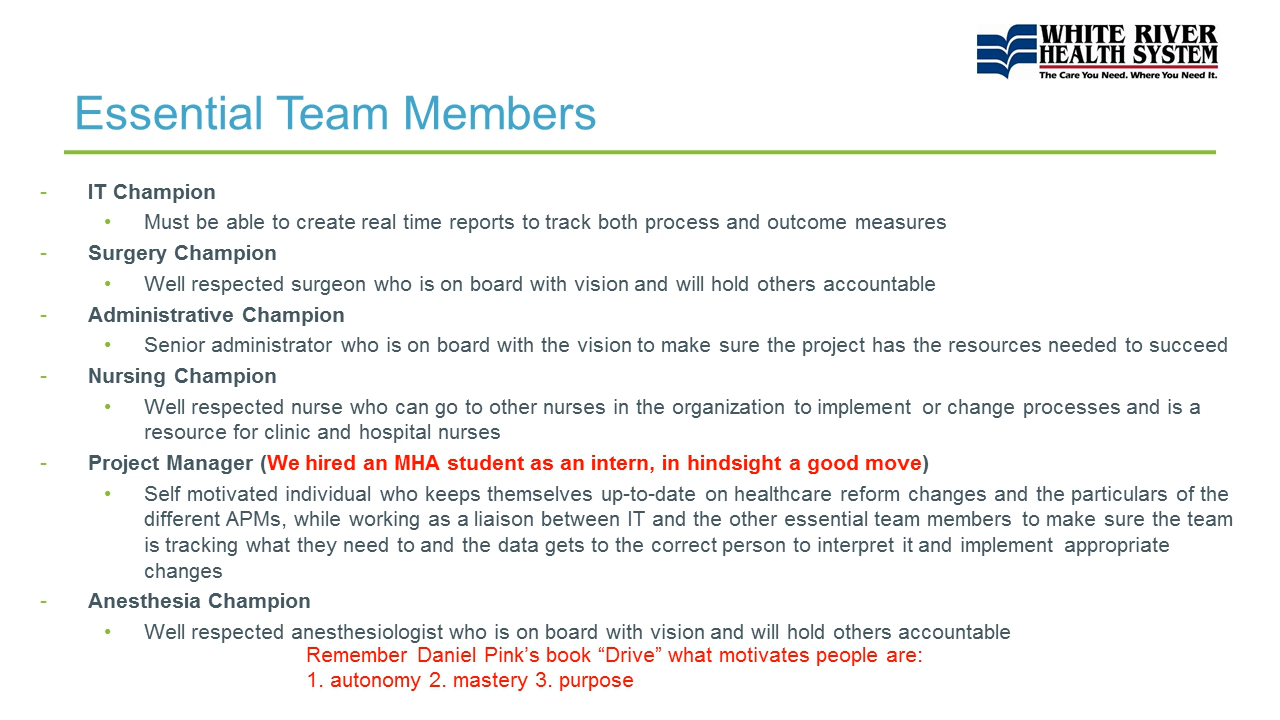 WHITE RIVER
HEALTH SYSTEM
The Care You Need. Where You Need It.
Essential Team Members
- IT Champion
• Must be able to create real time reports to track both process and outcome measures
- Surgery Champion
• Well respected surgeon who is on board with vision and will hold others accountable
- Administrative Champion
• Senior administrator who is on board with the vision to make sure the project has the resources needed to succeed
- Nursing Champion
• Well respected nurse who can go to other nurses in the organization to implement or change processes and is a
resource for clinic and hospital nurses
- Project Manager (We hired an MHA student as an intern, in hindsight a good move)
• Self motivated individual who keeps themselves up-to-date on healthcare reform changes and the particulars of the
different APMs, while working as a liaison between IT and the other essential team members to make sure the team
is tracking what they need to and the data gets to the correct person to interpret it and implement appropriate
changes
- Anesthesia Champion
• Well respected anesthesiologist who is on board with vision and will hold others accountable
Remember Daniel Pink’s book “Drive” what motivates people are:
1. autonomy 2. mastery 3. purpose